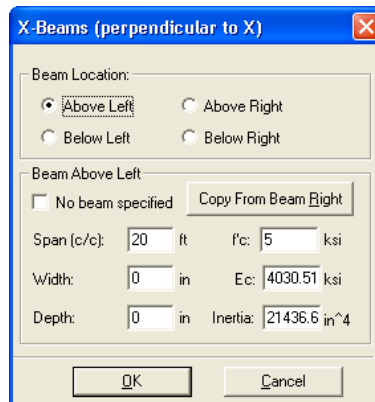 X-Beams (perpendicular to X)
Beam Location:
Above Left Above Right
Below Left Below Right
Beam Above Left
No beam specified Copy From Beam Right
Span (c/c): 20 ft f'c: 5 ksi
Width: 0 in Ec: 4030.51 ksi
Depth: 0 in Inertia: 21436.6 in^4
OK Cancel